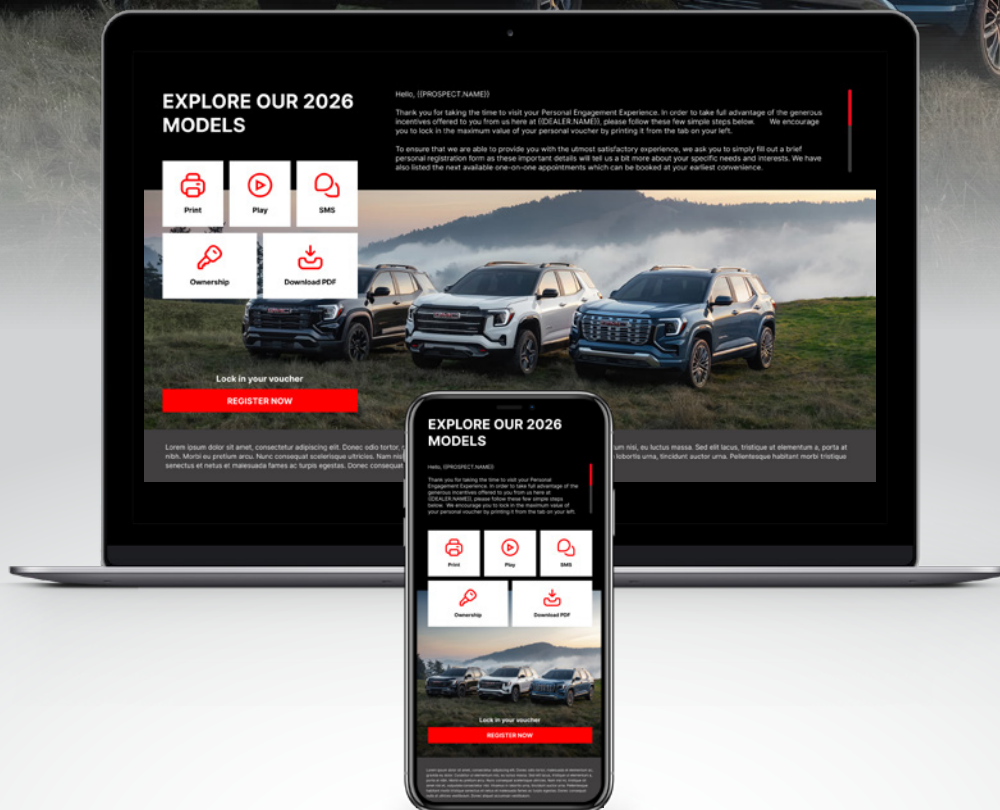 EXPLORE OUR 2026
MODELS
Hello, {{PROSPECT.NAME}}
Thank you for taking the time to visit your Personal Engagement Experience. In order to take full advantage of the generous
incentives offered to you from us here at {{DEALER.NAME}}, please follow these few simple steps below. We encourage
you to lock in the maximum value of your personal voucher by printing it from the tab on your left.
To ensure that we are able to provide you with the utmost satisfactory experience, we ask you to simply fill out a brief
personal registration form as these important details will tell us a bit more about your specific needs and interests. We have
also listed the next available one-on-one appointments which can be booked at your earliest convenience.
Print
Play
SMS
Ownership
Download PDF
Lock in your voucher
REGISTER NOW
Lorem ipsum dolor sit amet, consectetur adipiscing elit. Donec odio tortor, um nisl, eu luctus massa. Sed elit lacus, tristique ut elementum a, porta at
nibh. Morbi eu pretium arcu. Nunc consequat scelerisque ultricies. Nam nisl lobortis urna, tincidunt auctor urna. Pellentesque habitant morbi tristique
senectus et netus et malesuada fames ac turpis egestas. Donec consequat
EXPLORE OUR 2026
MODELS
Hello, {{PROSPECT.NAME}}
Thank you for taking the time to visit your Personal
Engagement Experience. In order to take full advantage of the
generous incentives offered to you from us here at
{{DEALER.NAME}}, please follow these few simple steps
below. We encourage you to lock in the maximum value of
your personal voucher by printing it from the tab on your left.
Print
Play
SMS
Ownership
Download PDF
Lock in your voucher
REGISTER NOW